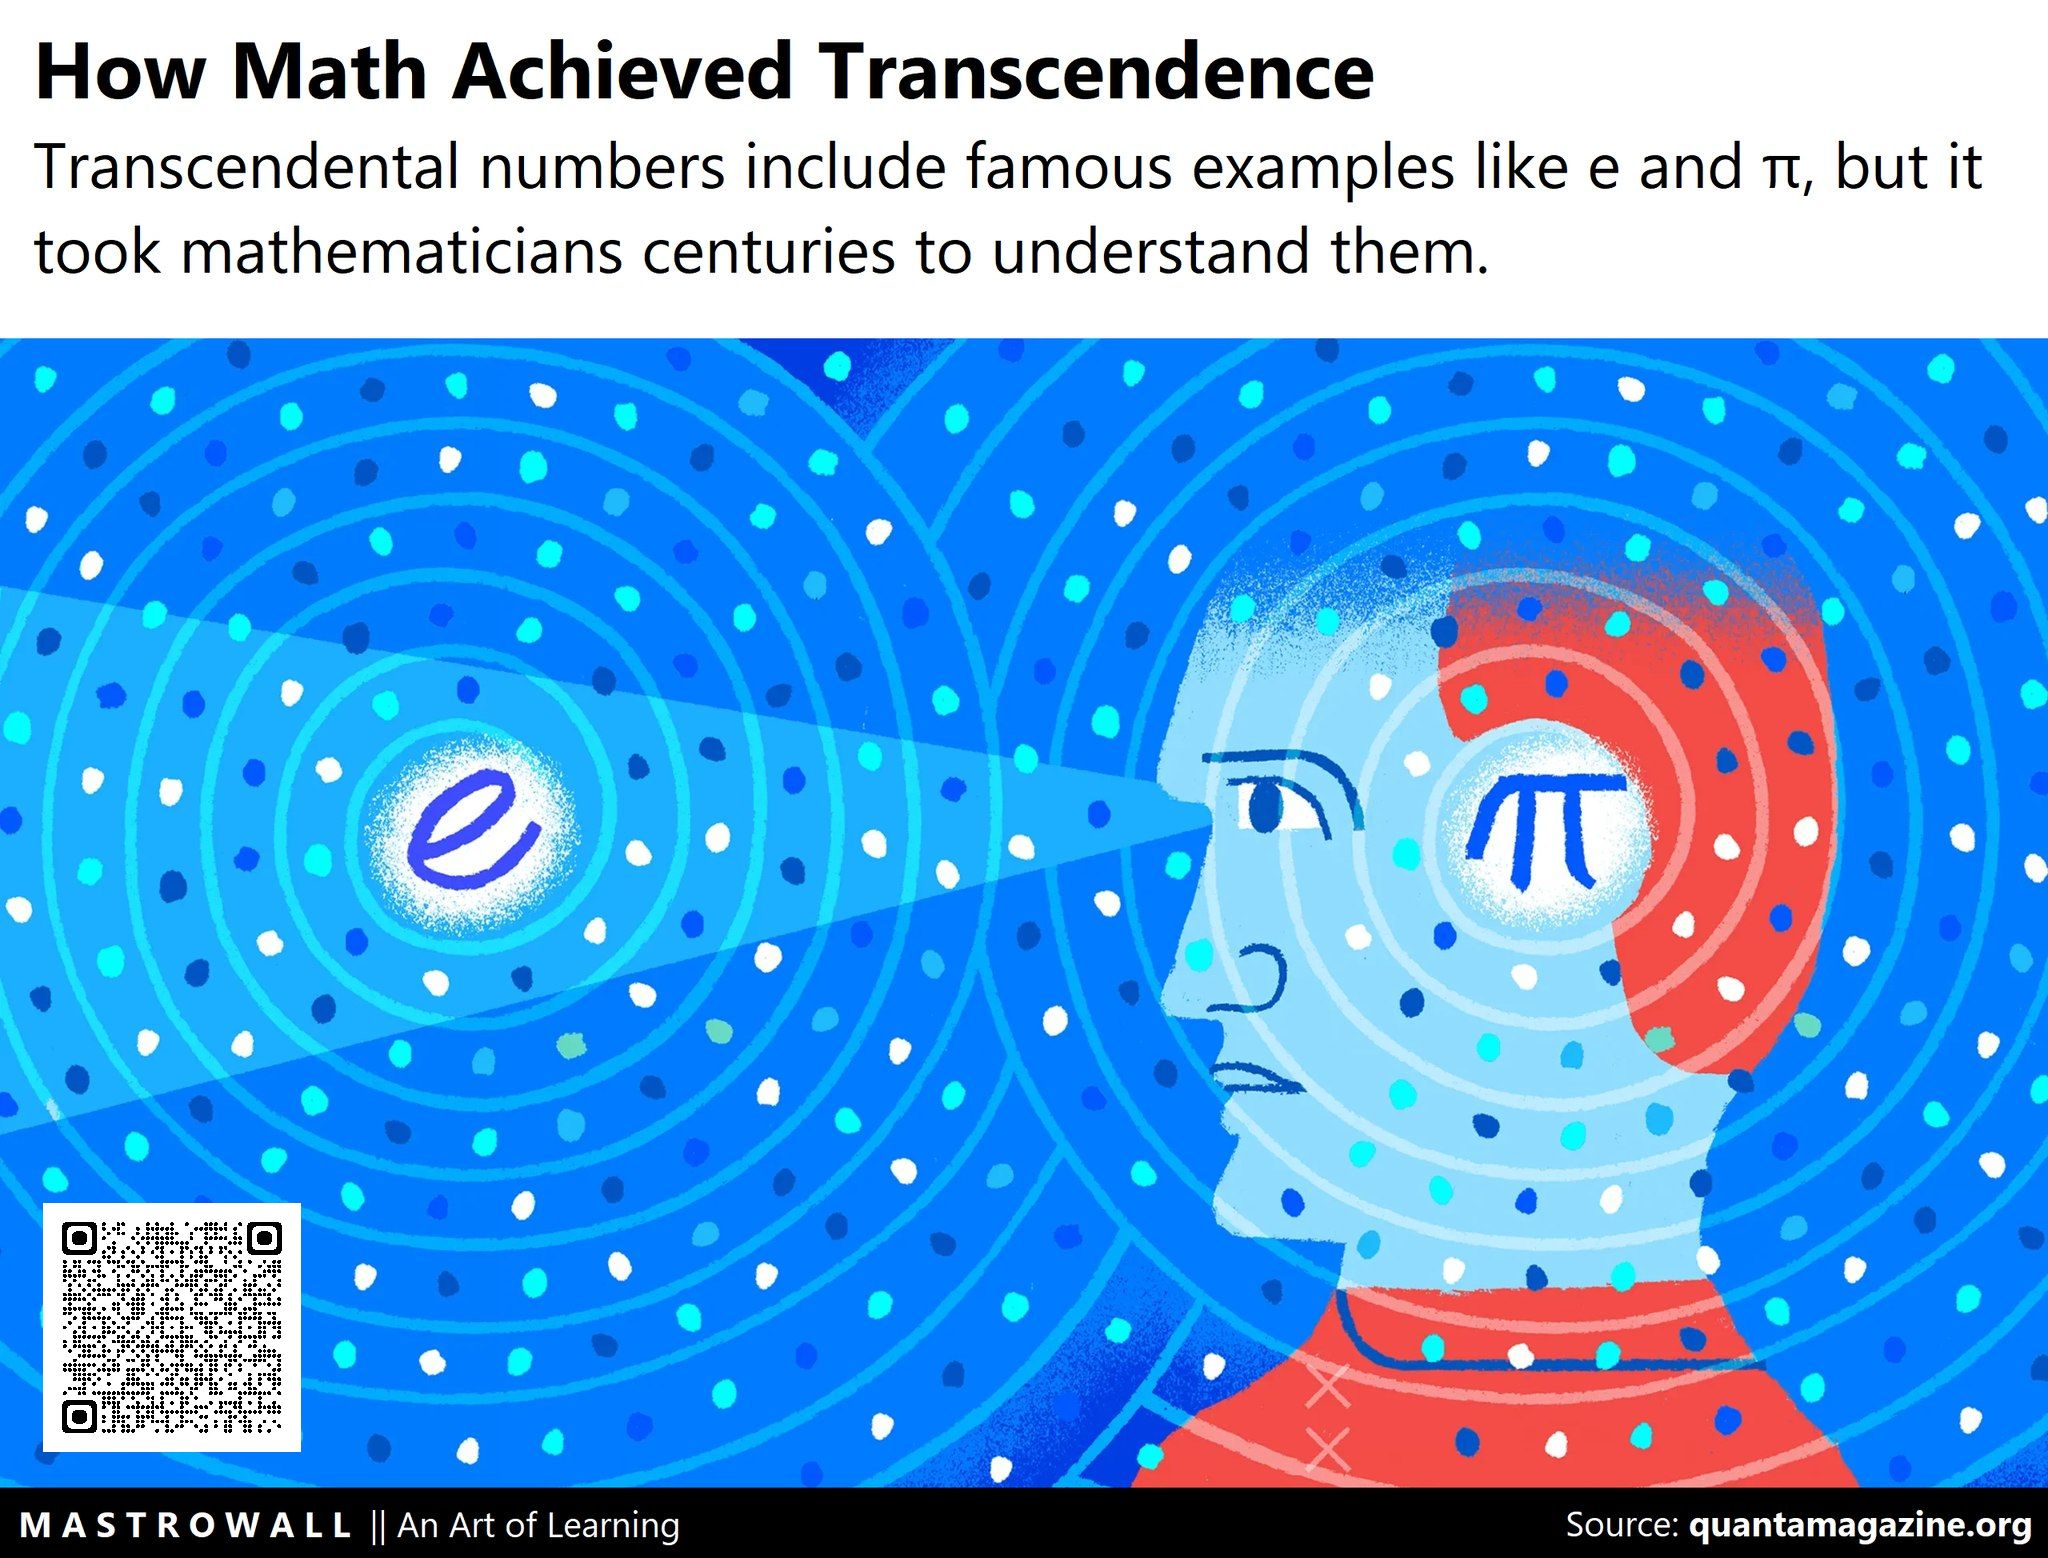 How Math Achieved Transcendence
Transcendental numbers include famous examples like e and π, but it
took mathematicians centuries to understand them.
e
π
MASTROWALL || An Art of Learning
Source: quantamagazine.org